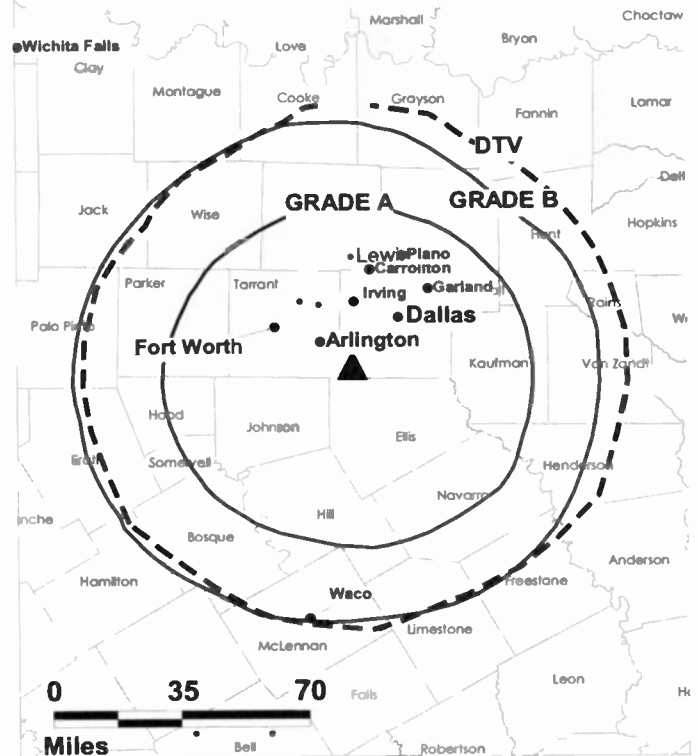 Choctaw
Marshall
Bryan
Wichita Falls
Love
Clay
Montague
Cooke
Grayson
Fannin
Lamar
DTV
GRADE A
GRADE B
Jack
Wise
Hunt
Hopkins
Lewis
Plano
Carrollton
Parker
Tarrant
Irving
Garland
Rains
Dallas
Palo Pinto
Fort Worth
Arlington
Kaufman
Van Zandt
Hood
Johnson
Ellis
Erath
Somervell
Henderson
Navarro
Hill
Bosque
Anderson
Hamilton
Waco
Freestane
McLennan
Limestone
0 35 70
Falls
Leon
Miles
Bell
Robertson